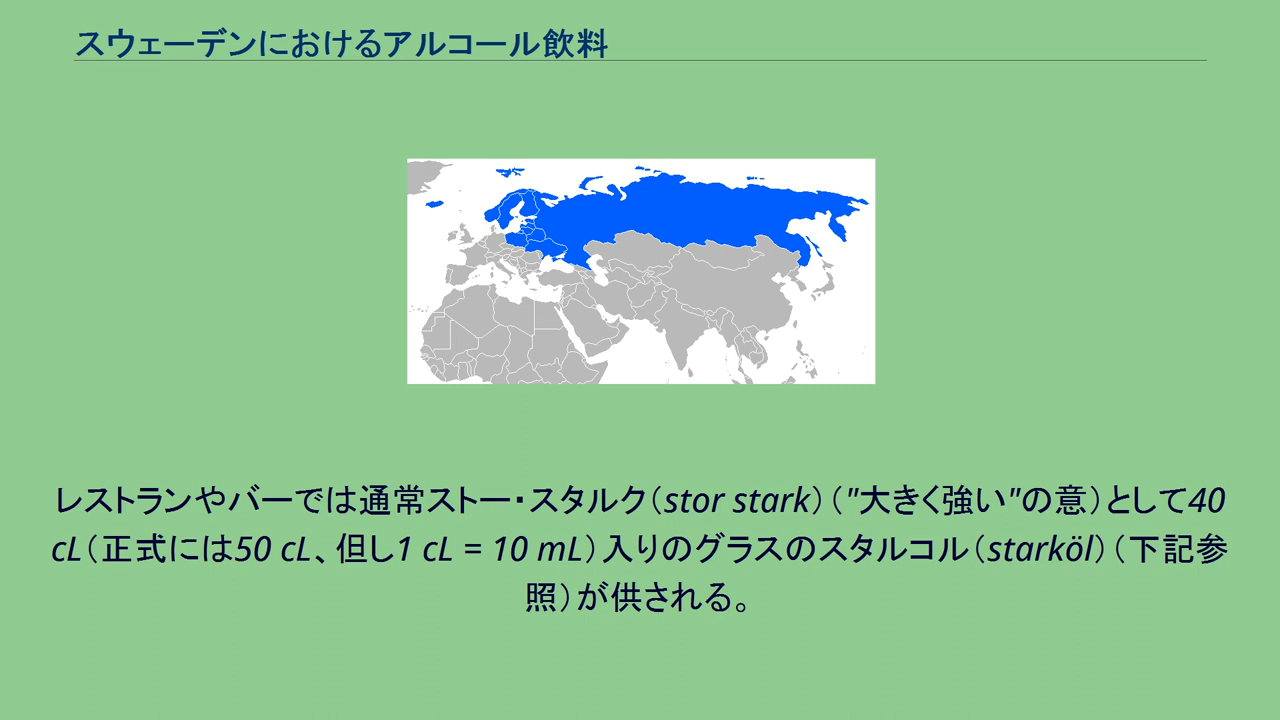 スウェーデンにおけるアルコール飲料
レストランやバーでは通常ストー・スタルク（stor stark）（"大きく強い"の意）として40
cL（正式には50 cL、但し1 cL = 10 mL）入りのグラスのスタルコル（starköl）（下記参
照）が供される。